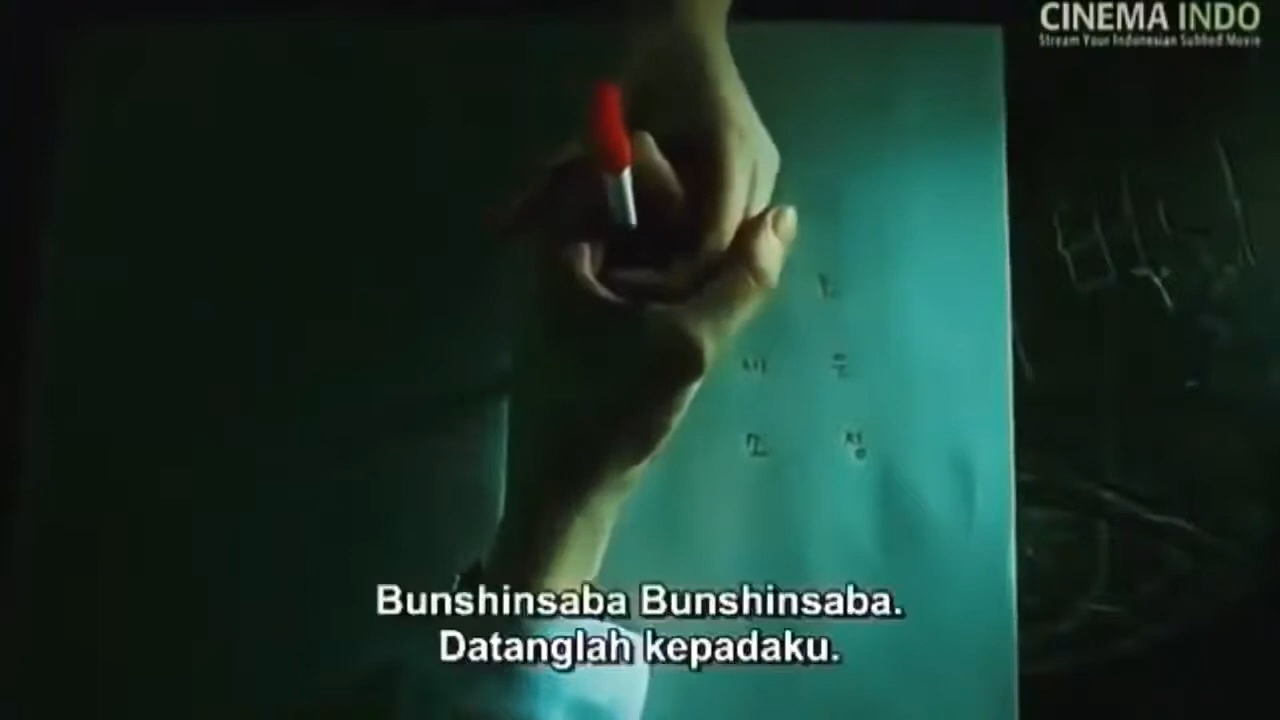 CINEMA INDO
Stream Your Indonesian Subbed Movie
Bunshinsaba Bunshinsaba.
Datanglah kepadaku.